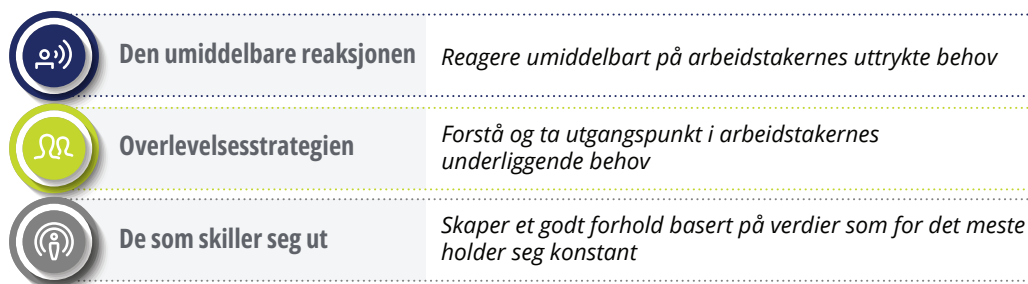 Den umiddelbare reaksjonen
Reagere umiddelbart på arbeidstakernes uttrykte behov
Overlevelsesstrategien
Forstå og ta utgangspunkt i arbeidstakernes
underliggende behov
De som skiller seg ut
Skaper et godt forhold basert på verdier som for det meste
holder seg konstant